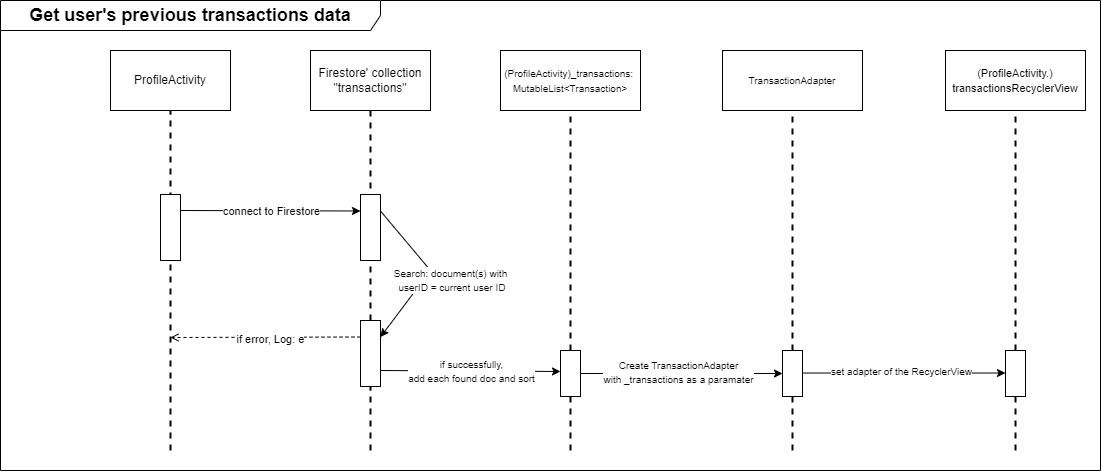 Get user's previous transactions data
ProfileActivity
Firestore' collection
"transactions"
(ProfileActivity)_transactions:
MutableList<Transaction>
TransactionAdapter
(ProfileActivity.)
transactionsRecyclerView
connect to Firestore
Search: document(s) with
userID = current user ID
if error, Log: e
if successfully,
add each found doc and sort
Create TransactionAdapter
with _transactions as a paramater
set adapter of the RecyclerView